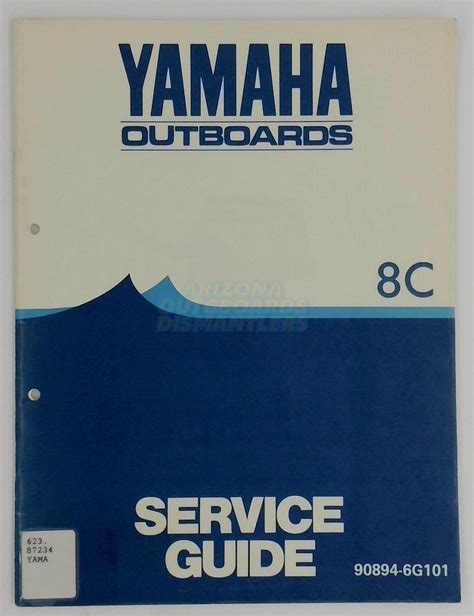 YAMAHA
OUTBOARDS
8C
ARIZONA
OUTBOARDS
DISMANTLERS
SERVICE
GUIDE
623.
87234
YAMA
90894-6G101